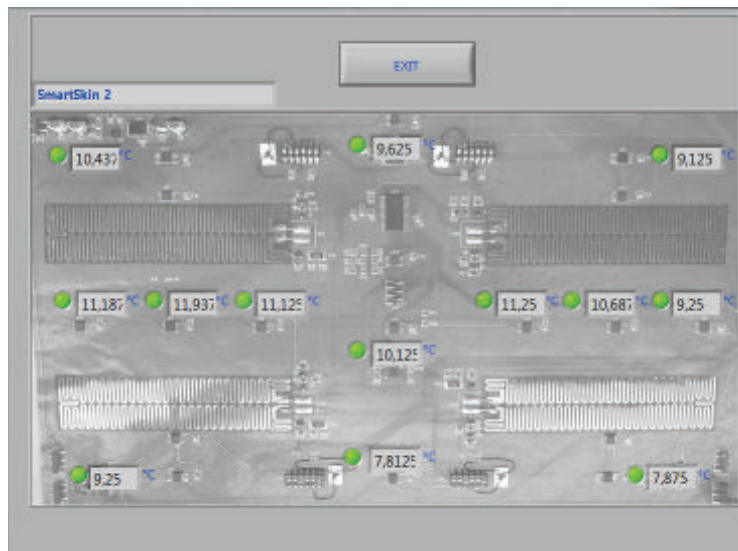 EXIT
SmartSkin 2
10,437 °C
9,625 °C
9,125
11,187 °C
11,937 °C
11,125 °C
11,25 °C
10,687 °C
9,25 °C
10,125 °C
9,25 °C
7,8125 °C
7,875 °C